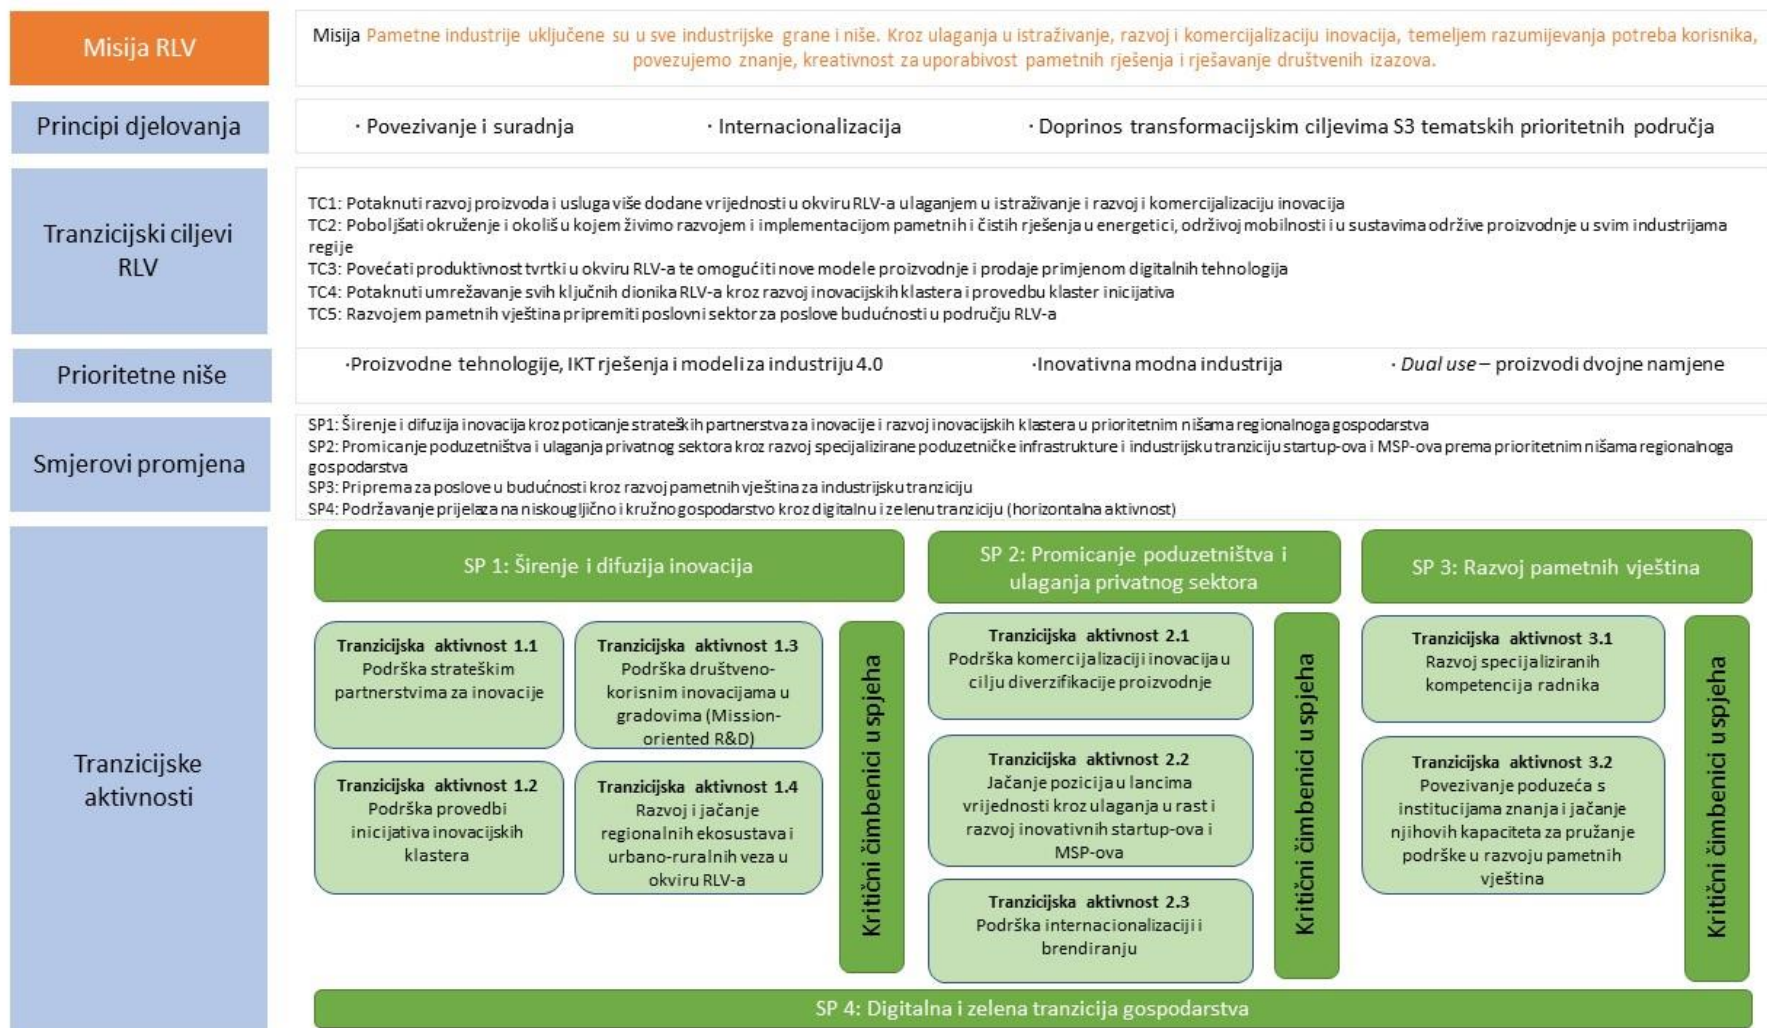 Misija RLV
Misija Pametne industrije uključene su u sve industrijske grane i niše. Kroz ulaganja u istraživanje, razvoj i komercijalizaciju inovacija, temeljem razumijevanja potreba korisnika,
povezujemo znanje, kreativnost za uporabivost pametnih rješenja i rješavanje društvenih izazova.
Principi djelovanja
· Povezivanje i suradnja
· Internacionalizacija
· Doprinos transformacijskim ciljevima S3 tematskih prioritetnih područja
Tranzicijski ciljevi
RLV
TC1: Potaknuti razvoj proizvoda i usluga više dodane vrijednosti u okviru RLV-a ulaganjem u istraživanje i razvoj i komercijalizaciju inovacija
TC2: Poboljšati okruženje i okoliš u kojem živimo razvojem i implementacijom pametnih i čistih rješenja u energetici, održivoj mobilnosti i u sustavima održive proizvodnje u svim industrijama
regije
TC3: Povećati produktivnost tvrtki u okviru RLV-a te omogućiti nove modele proizvodnje i prodaje primjenom digitalnih tehnologija
TC4: Potaknuti umrežavanje svih ključnih dionika RLV-a kroz razvoj inovacijskih klastera i provedbu klaster inicijativa
TC5: Razvojem pametnih vještina pripremiti poslovni sektor za poslove budućnosti u području RLV-a
Prioritetne niše
·Proizvodne tehnologije, IKT rješenja i modeli za industriju 4.0
·Inovativna modna industrija
· Dual use – proizvodi dvojne namjene
Smjerovi promjena
SP1: Širenje i difuzija inovacija kroz poticanje strateških partnerstva za inovacije i razvoj inovacijskih klastera u prioritetnim nišama regionalnoga gospodarstva
SP2: Promicanje poduzetništva i ulaganja privatnog sektora kroz razvoj specijalizirane poduzetničke infrastrukture i industrijsku tranziciju startup-ova i MSP-ova prema prioritetnim nišama regionalnoga
gospodarstva
SP3: Priprema za poslove u budućnosti kroz razvoj pametnih vještina za industrijsku tranziciju
SP4: Podržavanje prijelaza na niskougljično i kružno gospodarstvo kroz digitalnu i zelenu tranziciju (horizontalna aktivnost)
Tranzicijske
aktivnosti
SP 1: Širenje i difuzija inovacija
Tranzicijska aktivnost 1.1
Podrška strateškim
partnerstvima za inovacije
Tranzicijska aktivnost 1.2
Podrška provedbi
inicijativa inovacijskih
klastera
Tranzicijska aktivnost 1.3
Podrška društveno-
korisnim inovacijama u
gradovima (Mission-
oriented R&D)
Tranzicijska aktivnost 1.4
Razvoj i jačanje
regionalnih ekosustava i
urbano-ruralnih veza u
okviru RLV-a
Kritični čimbenici uspjeha
SP 2: Promicanje poduzetništva i
ulaganja privatnog sektora
Tranzicijska aktivnost 2.1
Podrška komercijalizaciji inovacija u
cilju diverzifikacije proizvodnje
Tranzicijska aktivnost 2.2
Jačanje pozicija u lancima
vrijednosti kroz ulaganja u rast i
razvoj inovativnih startup-ova i
MSP-ova
Tranzicijska aktivnost 2.3
Podrška internacionalizaciji i
brendiranju
Kritični čimbenici uspjeha
SP 3: Razvoj pametnih vještina
Tranzicijska aktivnost 3.1
Razvoj specijaliziranih
kompetencija radnika
Tranzicijska aktivnost 3.2
Povezivanje poduzeća s
institucijama znanja i jačanje
njihovih kapaciteta za pružanje
podrške u razvoju pametnih
vještina
Kritični čimbenici uspjeha
SP 4: Digitalna i zelena tranzicija gospodarstva